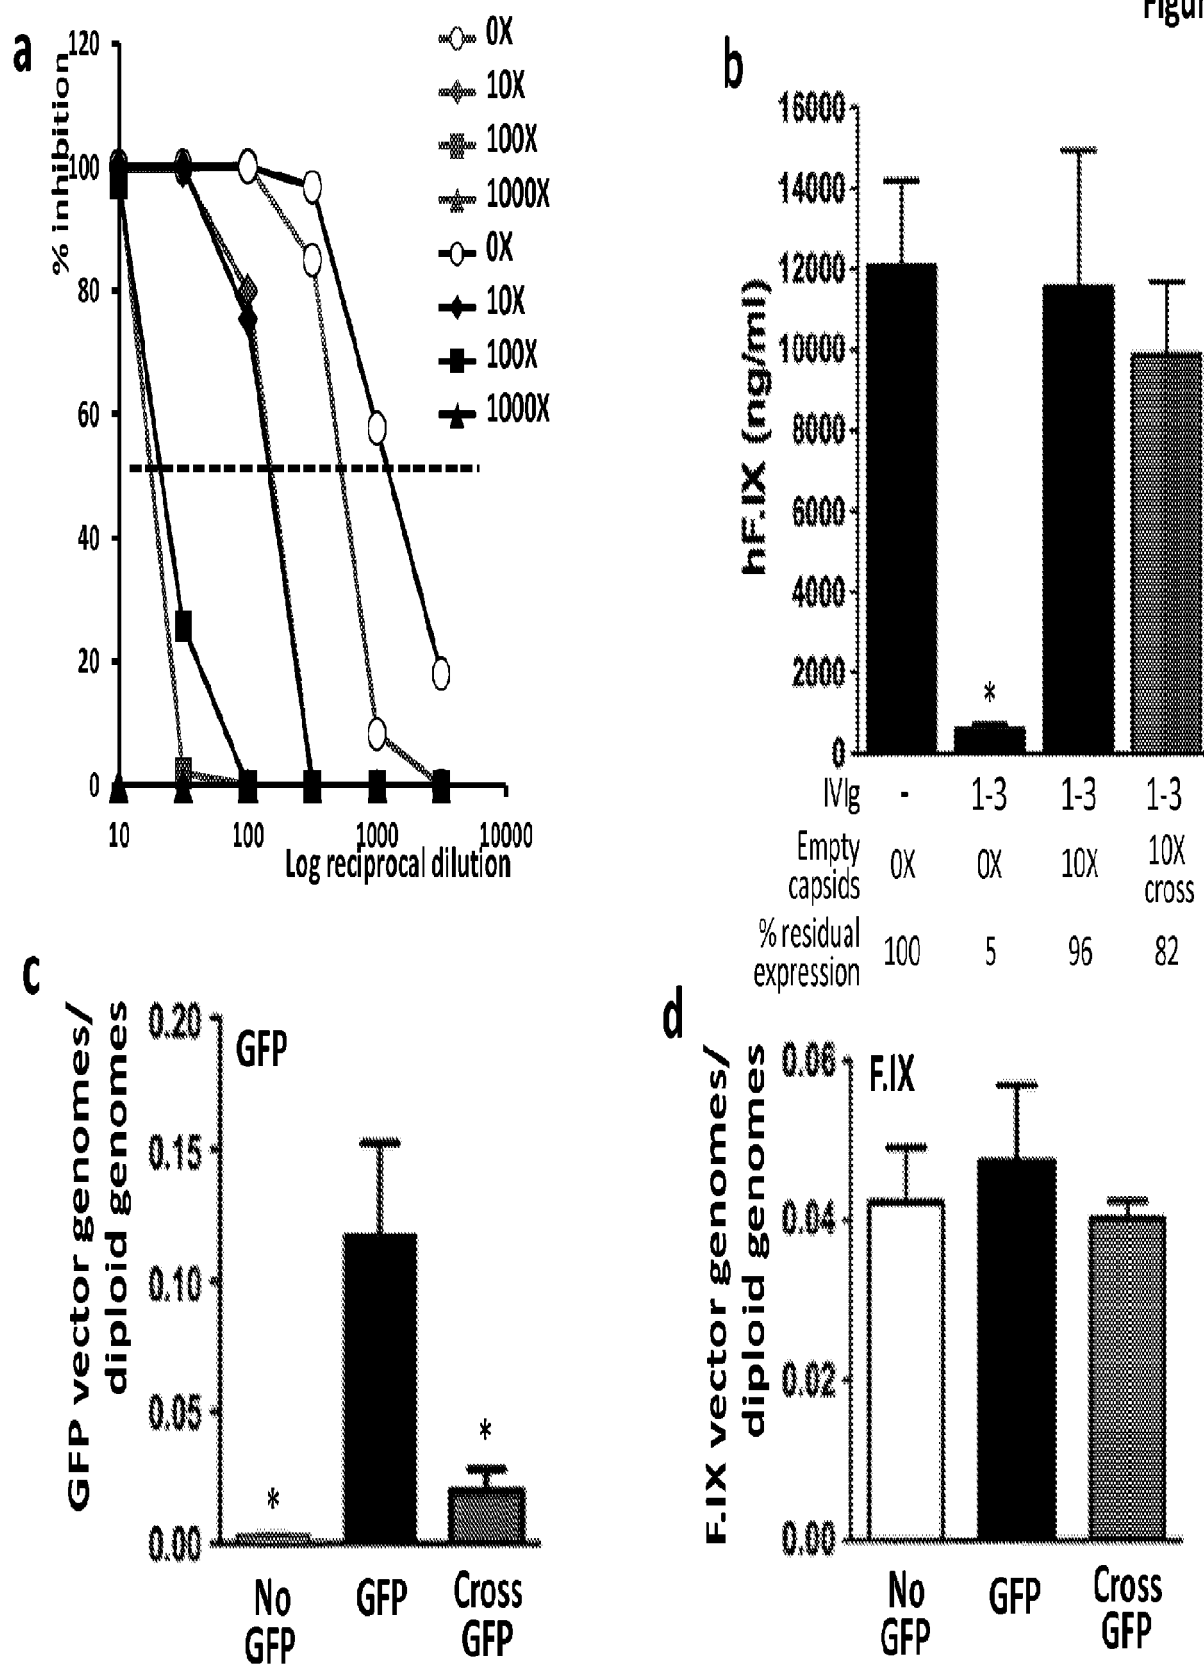 Figur
a
% inhibition
120
100
80
60
40
20
0
10
100
1000
10000
Log reciprocal dilution
0X
10X
100X
1000X
0X
10X
100X
1000X
b
hF.IX (ng/ml)
16000
14000
12000
10000
8000
6000
4000
2000
0
*
IVIg - 1-3 1-3 1-3
Empty
capsids 0X 0X 10X 10X
cross
% residual
expression 100 5 96 82
c
GFP vector genomes/
diploid genomes
0.20
0.15
0.10
0.05
0.00
GFP
*
*
No
GFP
GFP
Cross
GFP
d
F.IX vector genomes/
diploid genomes
0.06
0.04
0.02
0.00
F.IX
No
GFP
GFP
Cross
GFP